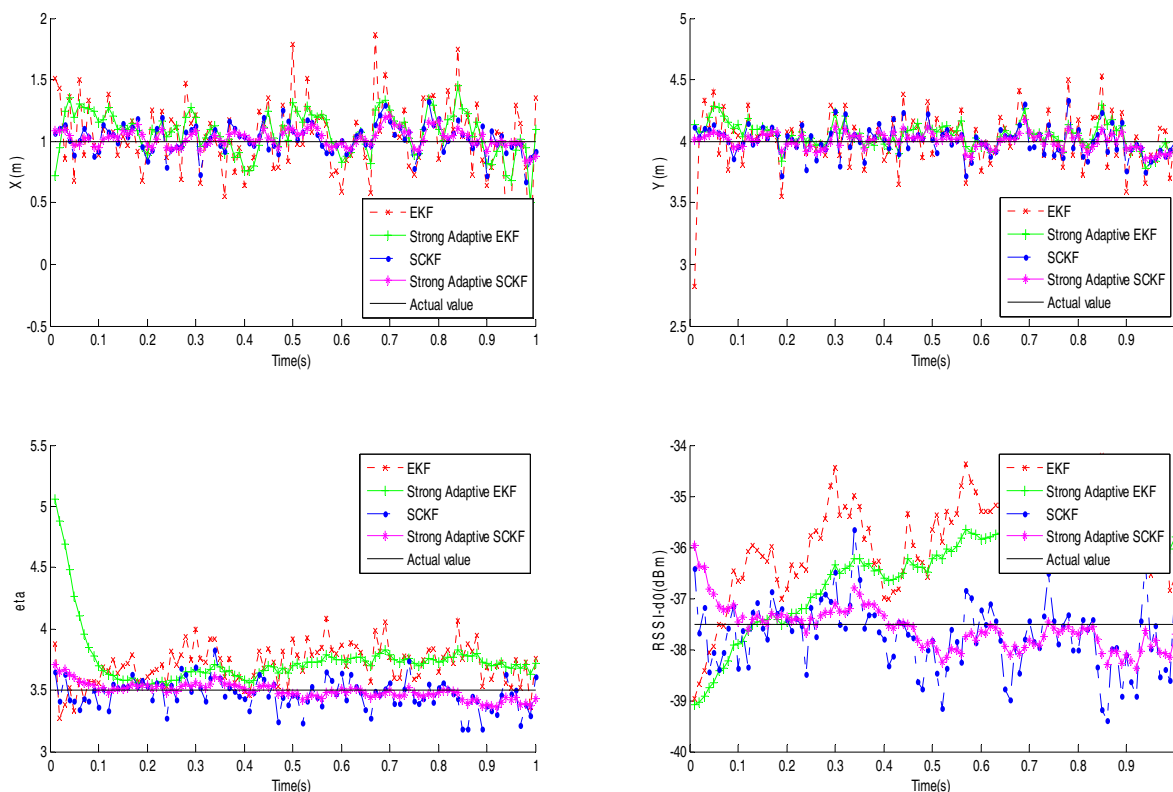 2
1.5
1
0.5
0
-0.5
X (m)
0 0.1 0.2 0.3 0.4 0.5 0.6 0.7 0.8 0.9 1
Time(s)
EKF
Strong Adaptive EKF
SCKF
Strong Adaptive SCKF
Actual value
5
4.5
4
3.5
3
2.5
Y (m)
0 0.1 0.2 0.3 0.4 0.5 0.6 0.7 0.8 0.9
Time(s)
EKF
Strong Adaptive EKF
SCKF
Strong Adaptive SCKF
Actual value
5.5
5
4.5
4
3.5
3
eta
0 0.1 0.2 0.3 0.4 0.5 0.6 0.7 0.8 0.9 1
Time(s)
EKF
Strong Adaptive EKF
SCKF
Strong Adaptive SCKF
Actual value
-34
-35
-36
-37
-38
-39
-40
RSSI-d0(dBm)
0 0.1 0.2 0.3 0.4 0.5 0.6 0.7 0.8 0.9
Time(s)
EKF
Strong Adaptive EKF
SCKF
Strong Adaptive SCKF
Actual value